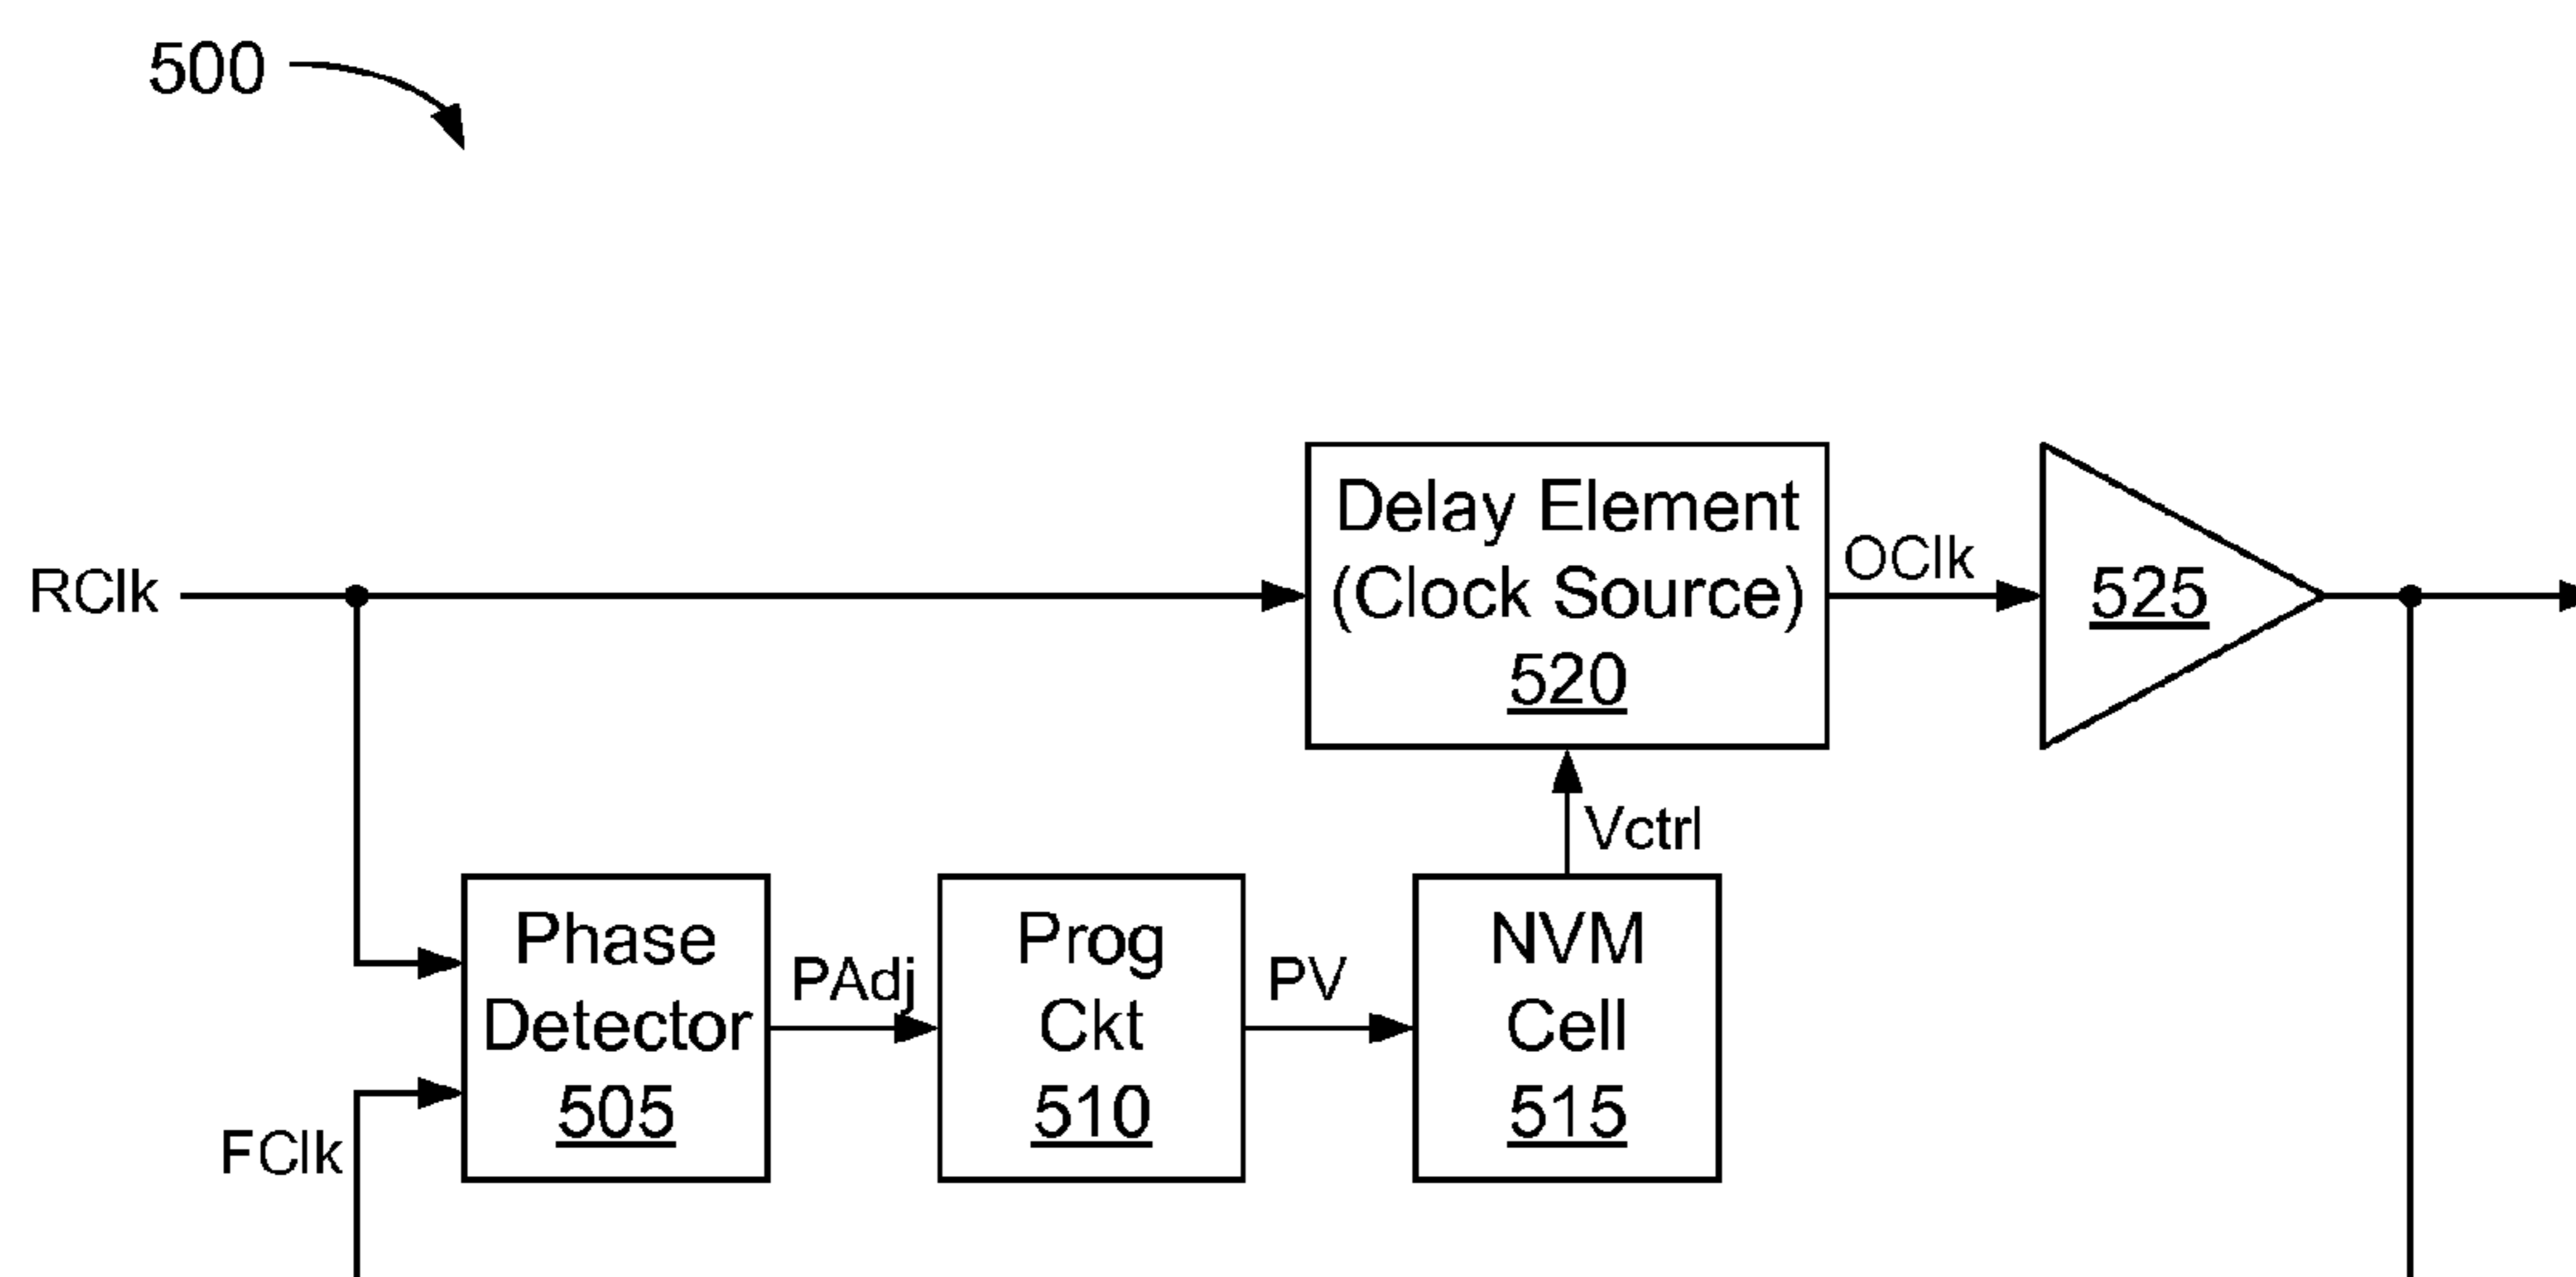 500
RClk
Delay Element
(Clock Source)
520
OClk
525
Vctrl
Phase
Detector
505
PAdj
Prog
Ckt
510
PV
NVM
Cell
515
FClk